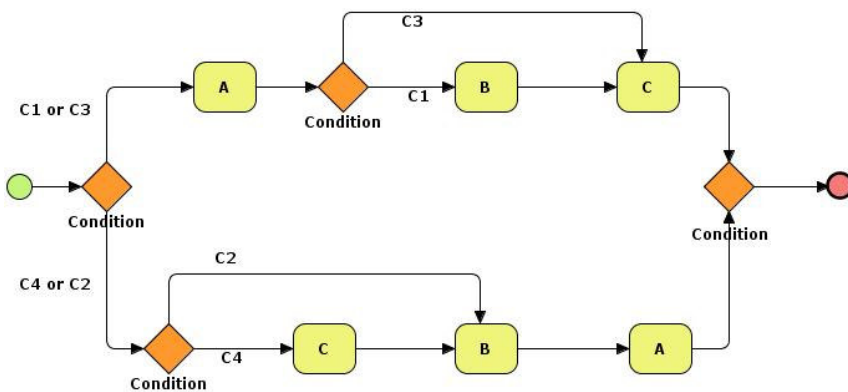 C3
A
B
C
C1
C1 or C3
Condition
Condition
Condition
C4 or C2
C2
C
B
A
C4
Condition